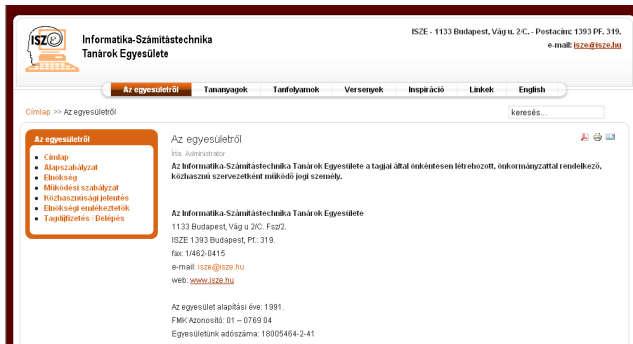 ISZE
Informatika-Számítástechnika
Tanárok Egyesülete
ISZE - 1133 Budapest, Vág u. 2/C. - Postacím: 1393 PF. 319.
e-mail: isze@isze.hu
Az egyesületről Tananyagok Tanfolyamok Versenyek Inspiráció Linkek English
Címlap >> Az egyesületről
keresés...
Az egyesületről
Címlap
Alapszabályzat
Elnökség
Működési szabályzat
Közhasznúsági jelentés
Elnökségi emlékeztetők
Tagdíjfizetés / Belépés
Az egyesületről
Írta: Administrator
Az Informatika-Számítástechnika Tanárok Egyesülete a tagjai által önkéntesen létrehozott, önkormányzattal rendelkező,
közhasznú szervezetként működő jogi személy.
Az Informatika-Számítástechnika Tanárok Egyesülete
1133 Budapest, Vág u 2/C. Fsz/2.
ISZE 1393 Budapest, Pf.: 319.
fax: 1/462-0415
e-mail: isze@isze.hu
web: www.isze.hu
Az egyesület alapítási éve: 1991.
FMK Azonosító: 01 – 0769 04
Egyesületünk adószáma: 18005464-2-41